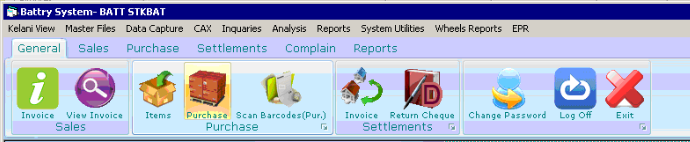 Battry System- BATT STKBAT
Kelani View Master Files Data Capture CAX Inquaries Analysis Reports System Utilities Wheels Reports EPR
General Sales Purchase Settlements Complain Reports
Invoice View Invoice Items Purchase Scan Barcodes(Pur.) Invoice Return Cheque Change Password Log Off Exit
Sales Purchase Settlements